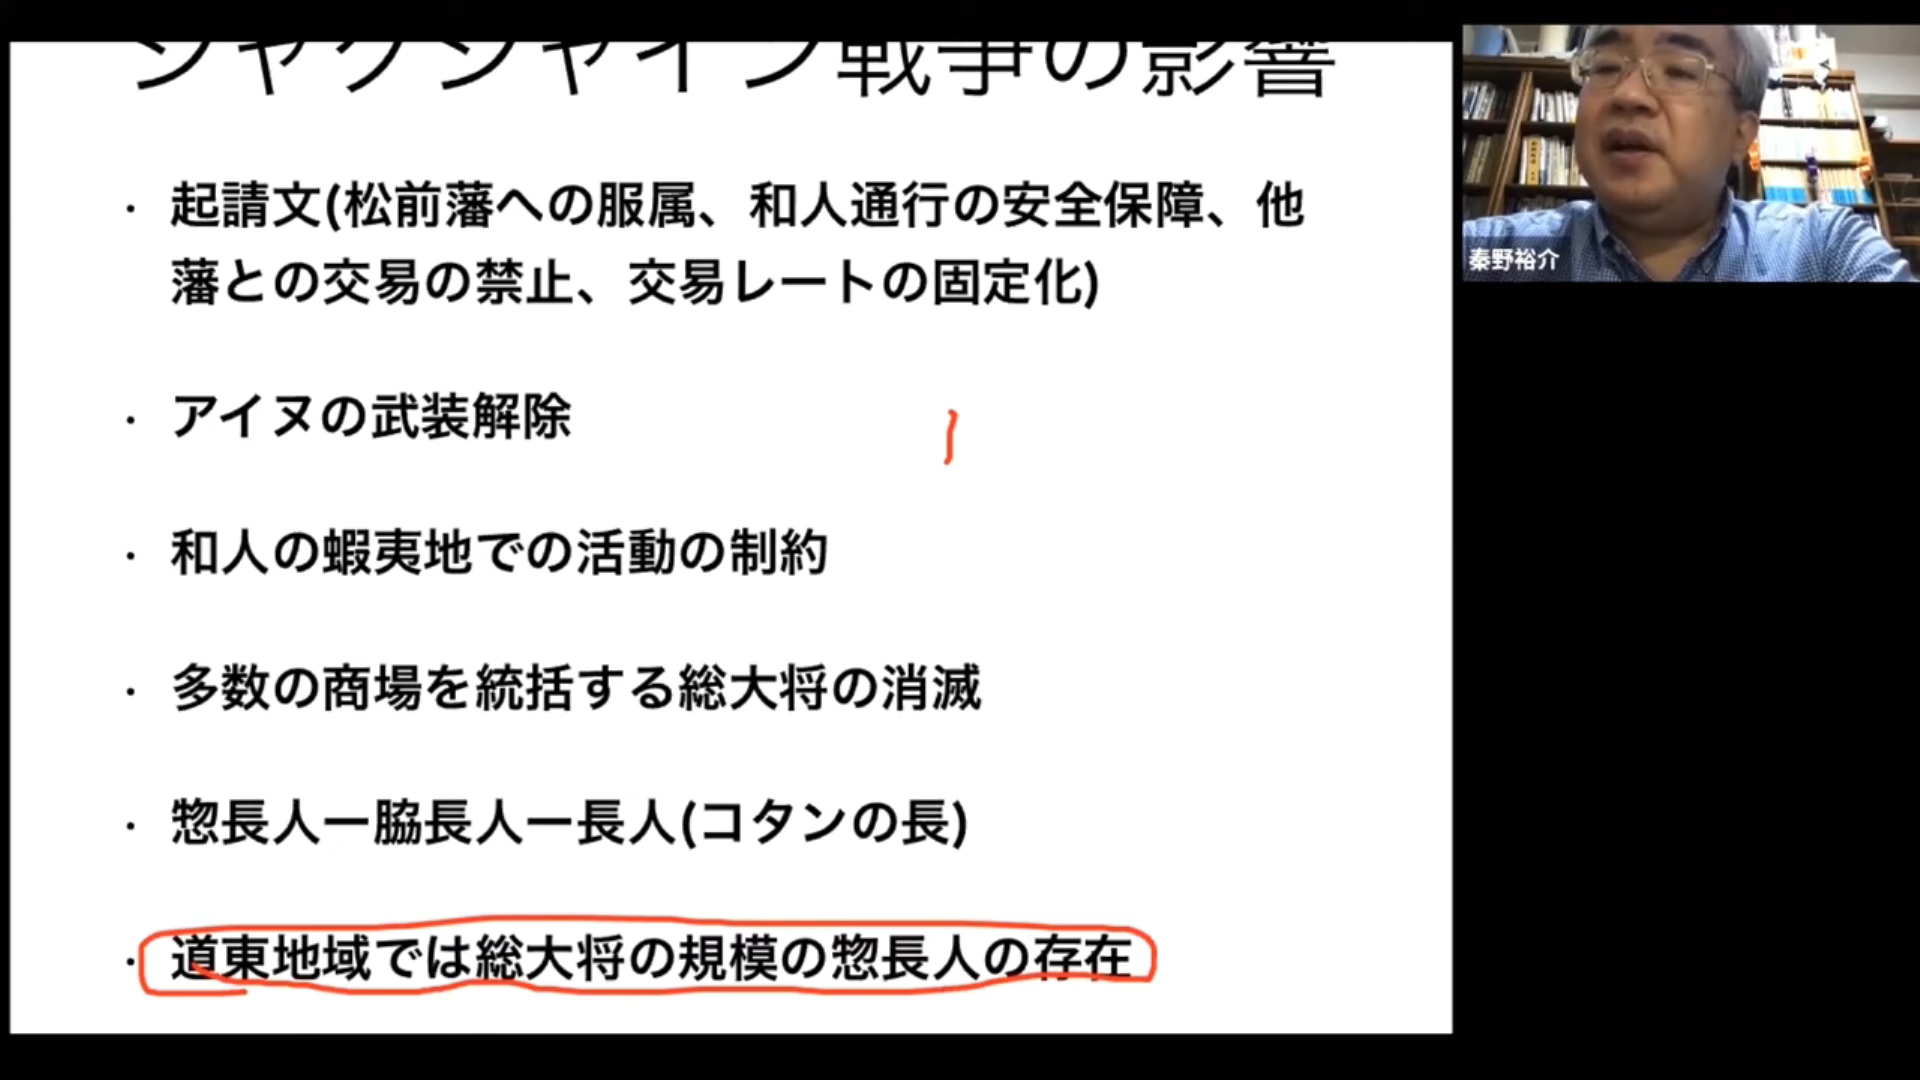 シャクシャイン戦争の影響
・起請文(松前藩への服属、和人通行の安全保障、他
藩との交易の禁止、交易レートの固定化)
・アイヌの武装解除
・和人の蝦夷地での活動の制約
・多数の商場を統括する総大将の消滅
・惣長人ー脇長人ー長人(コタンの長)
・道東地域では総大将の規模の惣長人の存在
秦野裕介